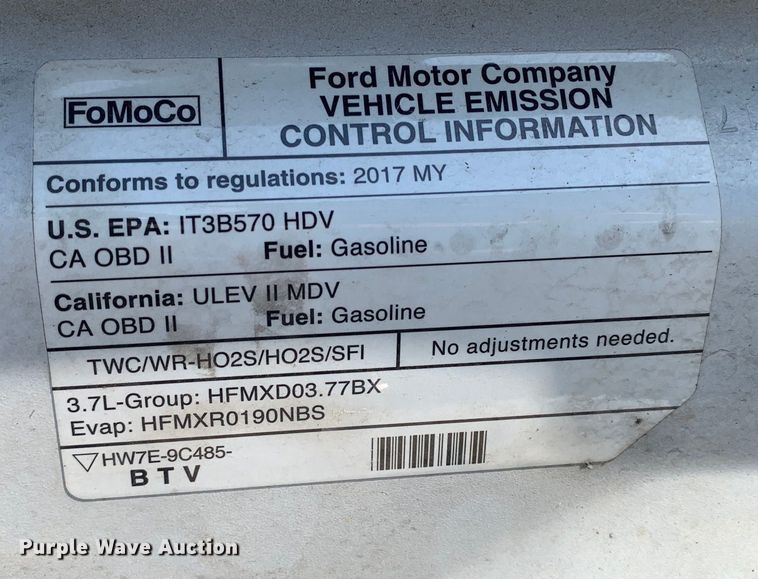 FoMoCo
Ford Motor Company
VEHICLE EMISSION
CONTROL INFORMATION
Conforms to regulations: 2017 MY
U.S. EPA: IT3B570 HDV
CA OBD II Fuel: Gasoline
California: ULEV II MDV
CA OBD II Fuel: Gasoline
TWC/WR-HO2S/HO2S/SFI No adjustments needed.
3.7L-Group: HFMXD03.77BX
Evap: HFMXR0190NBS
HW7E-9C485-
BTV
Purple Wave Auction